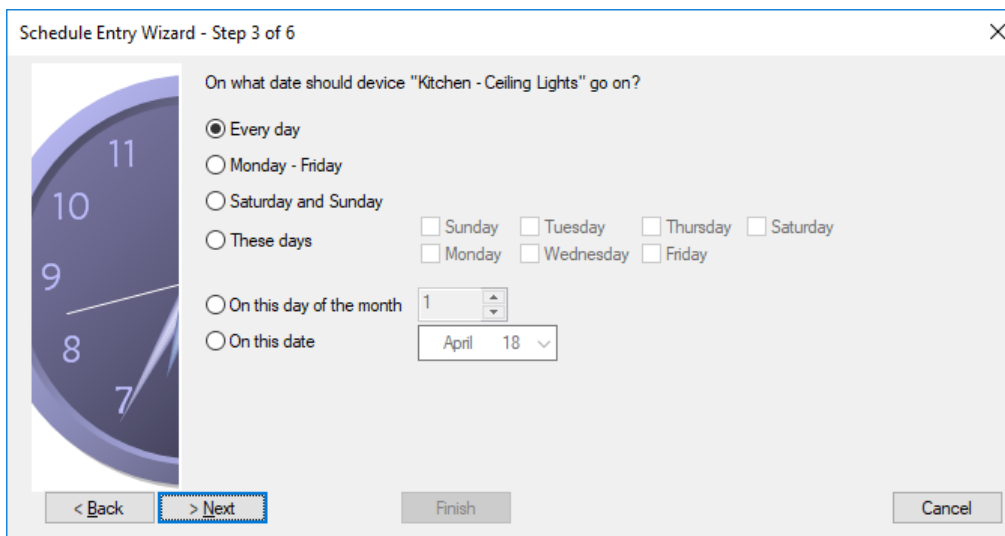 Schedule Entry Wizard - Step 3 of 6
On what date should device "Kitchen - Ceiling Lights" go on?
Every day
Monday - Friday
Saturday and Sunday
These days
Sunday Tuesday Thursday Saturday
Monday Wednesday Friday
On this day of the month 1
On this date April 18
11
10
9
8
7
< Back > Next Finish Cancel